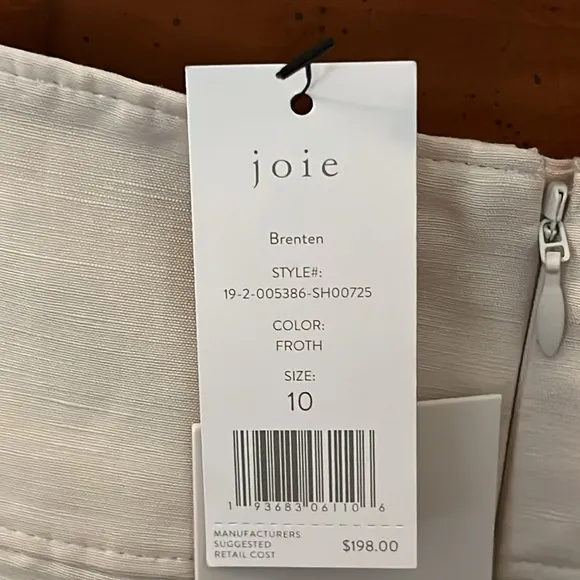 joie
Brenten
STYLE#:
19-2-005386-SH00725
COLOR:
FROTH
SIZE:
10
1 93683 06110 6
MANUFACTURERS
SUGGESTED
RETAIL COST
$198.00